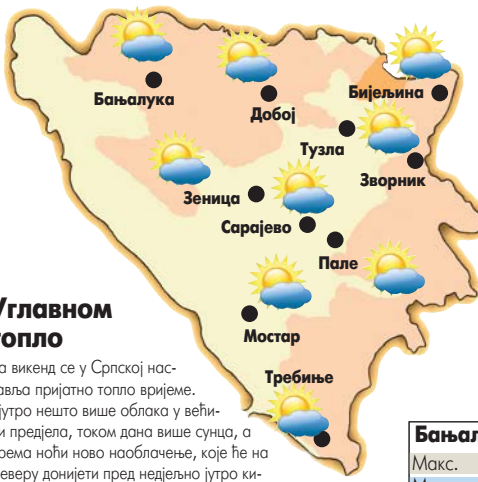 Бањалука
Добој
Бијељина
Тузла
Зворник
Зеница
Сарајево
Пале
Мостар
Требиње
Углавном
топло
а викенд се у Српској нас-
авља пријатно топло вријеме.
јутро нешто више облака у већи-
и предјела, током дана више сунца, а
рема ноћи ново наоблачење, које ће на
еверу донијети пред недјељно јутро ки-
Бањал
Макс.